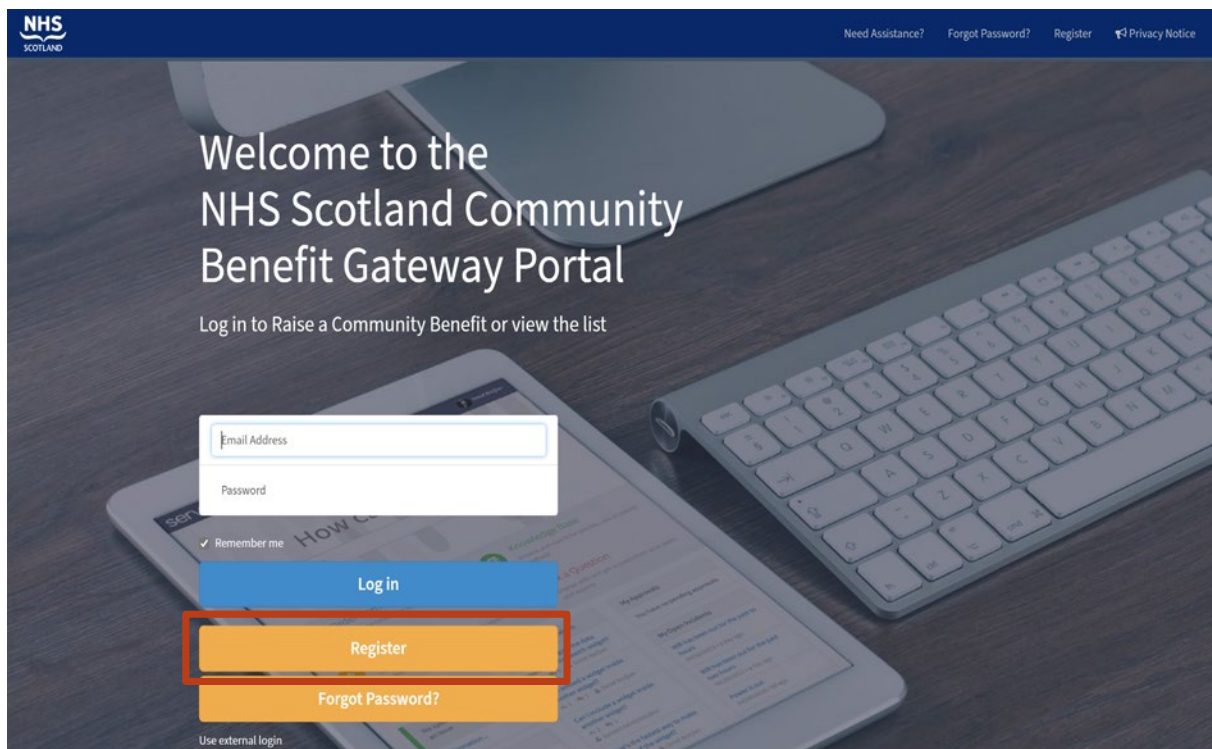 NHS
SCOTLAND
Need Assistance? Forgot Password? Register Privacy Notice
Welcome to the
NHS Scotland Community
Benefit Gateway Portal
Log in to Raise a Community Benefit or view the list
Email Address
Password
Remember me
Log in
Register
Forgot Password?
Use external login